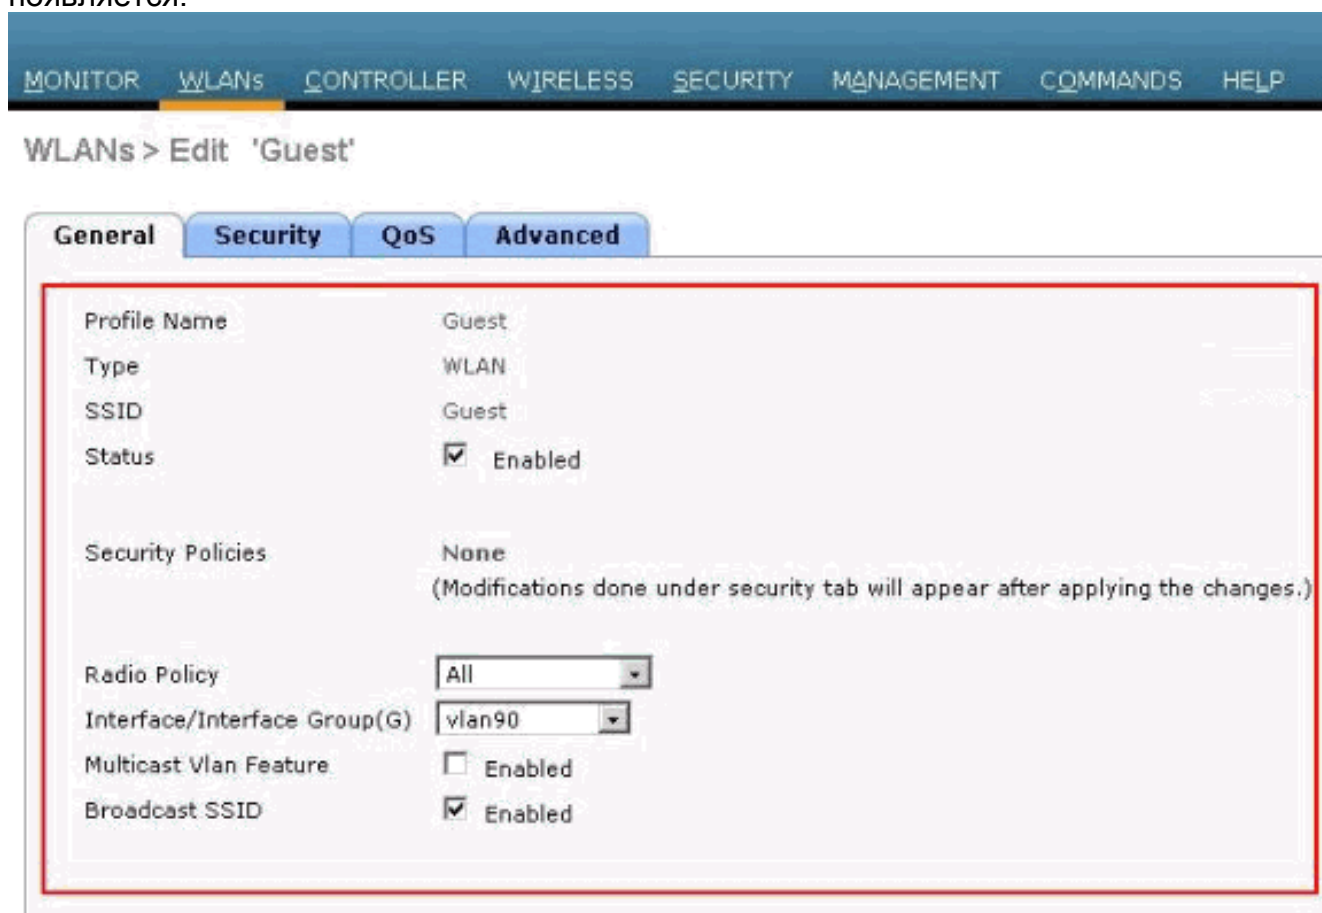 появляется.
MONITOR WLANs CONTROLLER WIRELESS SECURITY MANAGEMENT COMMANDS HELP
WLANs > Edit 'Guest'
General Security QoS Advanced
Profile Name Guest
Type WLAN
SSID Guest
Status Enabled
Security Policies None
(Modifications done under security tab will appear after applying the changes.)
Radio Policy All
Interface/Interface Group(G) vlan90
Multicast Vlan Feature Enabled
Broadcast SSID Enabled